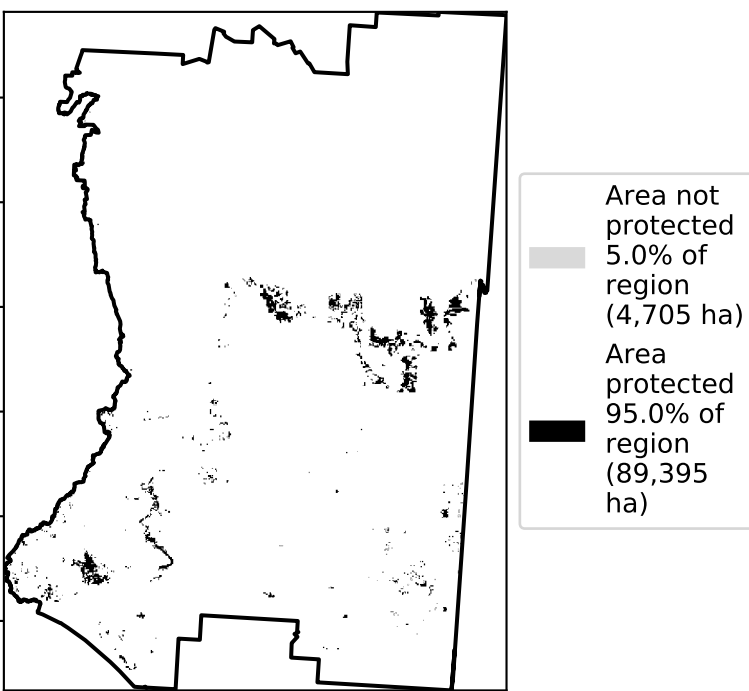 Area not
protected
5.0% of
region
(4,705 ha)
Area
protected
95.0% of
region
(89,395
ha)